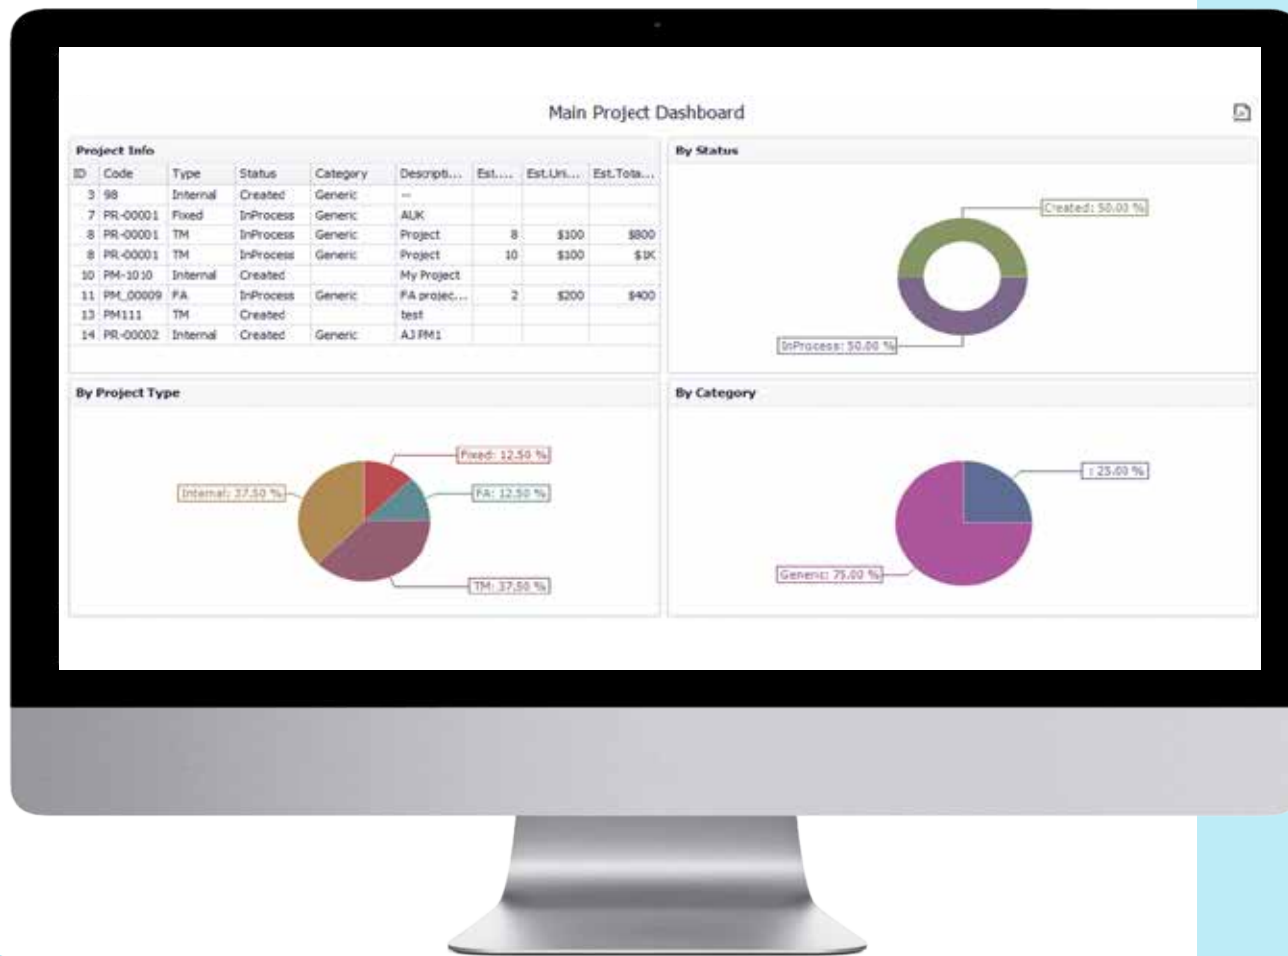 Main Project Dashboard
Project Info
ID Code Type Status Category Descripti... Est.... Est.Uni... Est.Tota...
3 98 Internal Created Generic --
7 PR-00001 Fixed InProcess Generic AUK
8 PR-00001 TM InProcess Generic Project 8 $100 $800
8 PR-00001 TM InProcess Generic Project 10 $100 $1K
10 PM-1010 Internal Created My Project
11 PM_00009 FA InProcess Generic FA projec... 2 $200 $400
13 PM111 TM Created test
14 PR-00002 Internal Created Generic AJ PM1
By Status
Created: 50.00 %
InProcess: 50.00 %
By Project Type
Fixed: 12.50 %
Internal: 37.50 %
FA: 12.50 %
TM: 37.50 %
By Category
: 25.00 %
Generic: 75.00 %